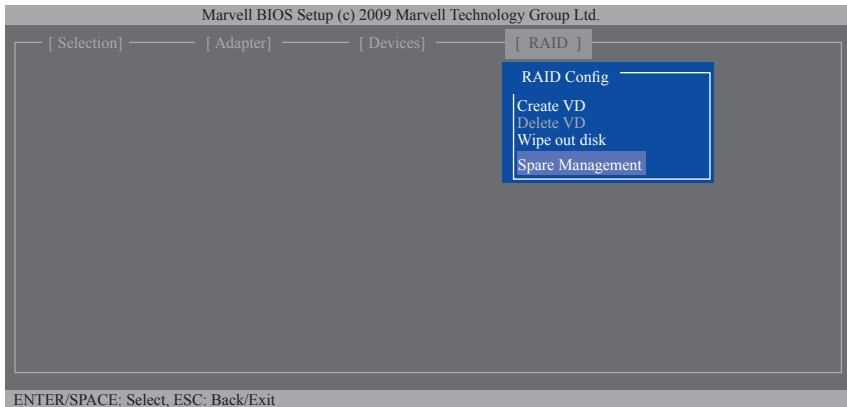 Marvell BIOS Setup (c) 2009 Marvell Technology Group Ltd.
[ Selection] [ Adapter] [ Devices] [ RAID ]
RAID Config
Create VD
Delete VD
Wipe out disk
Spare Management
ENTER/SPACE: Select, ESC: Back/Exit